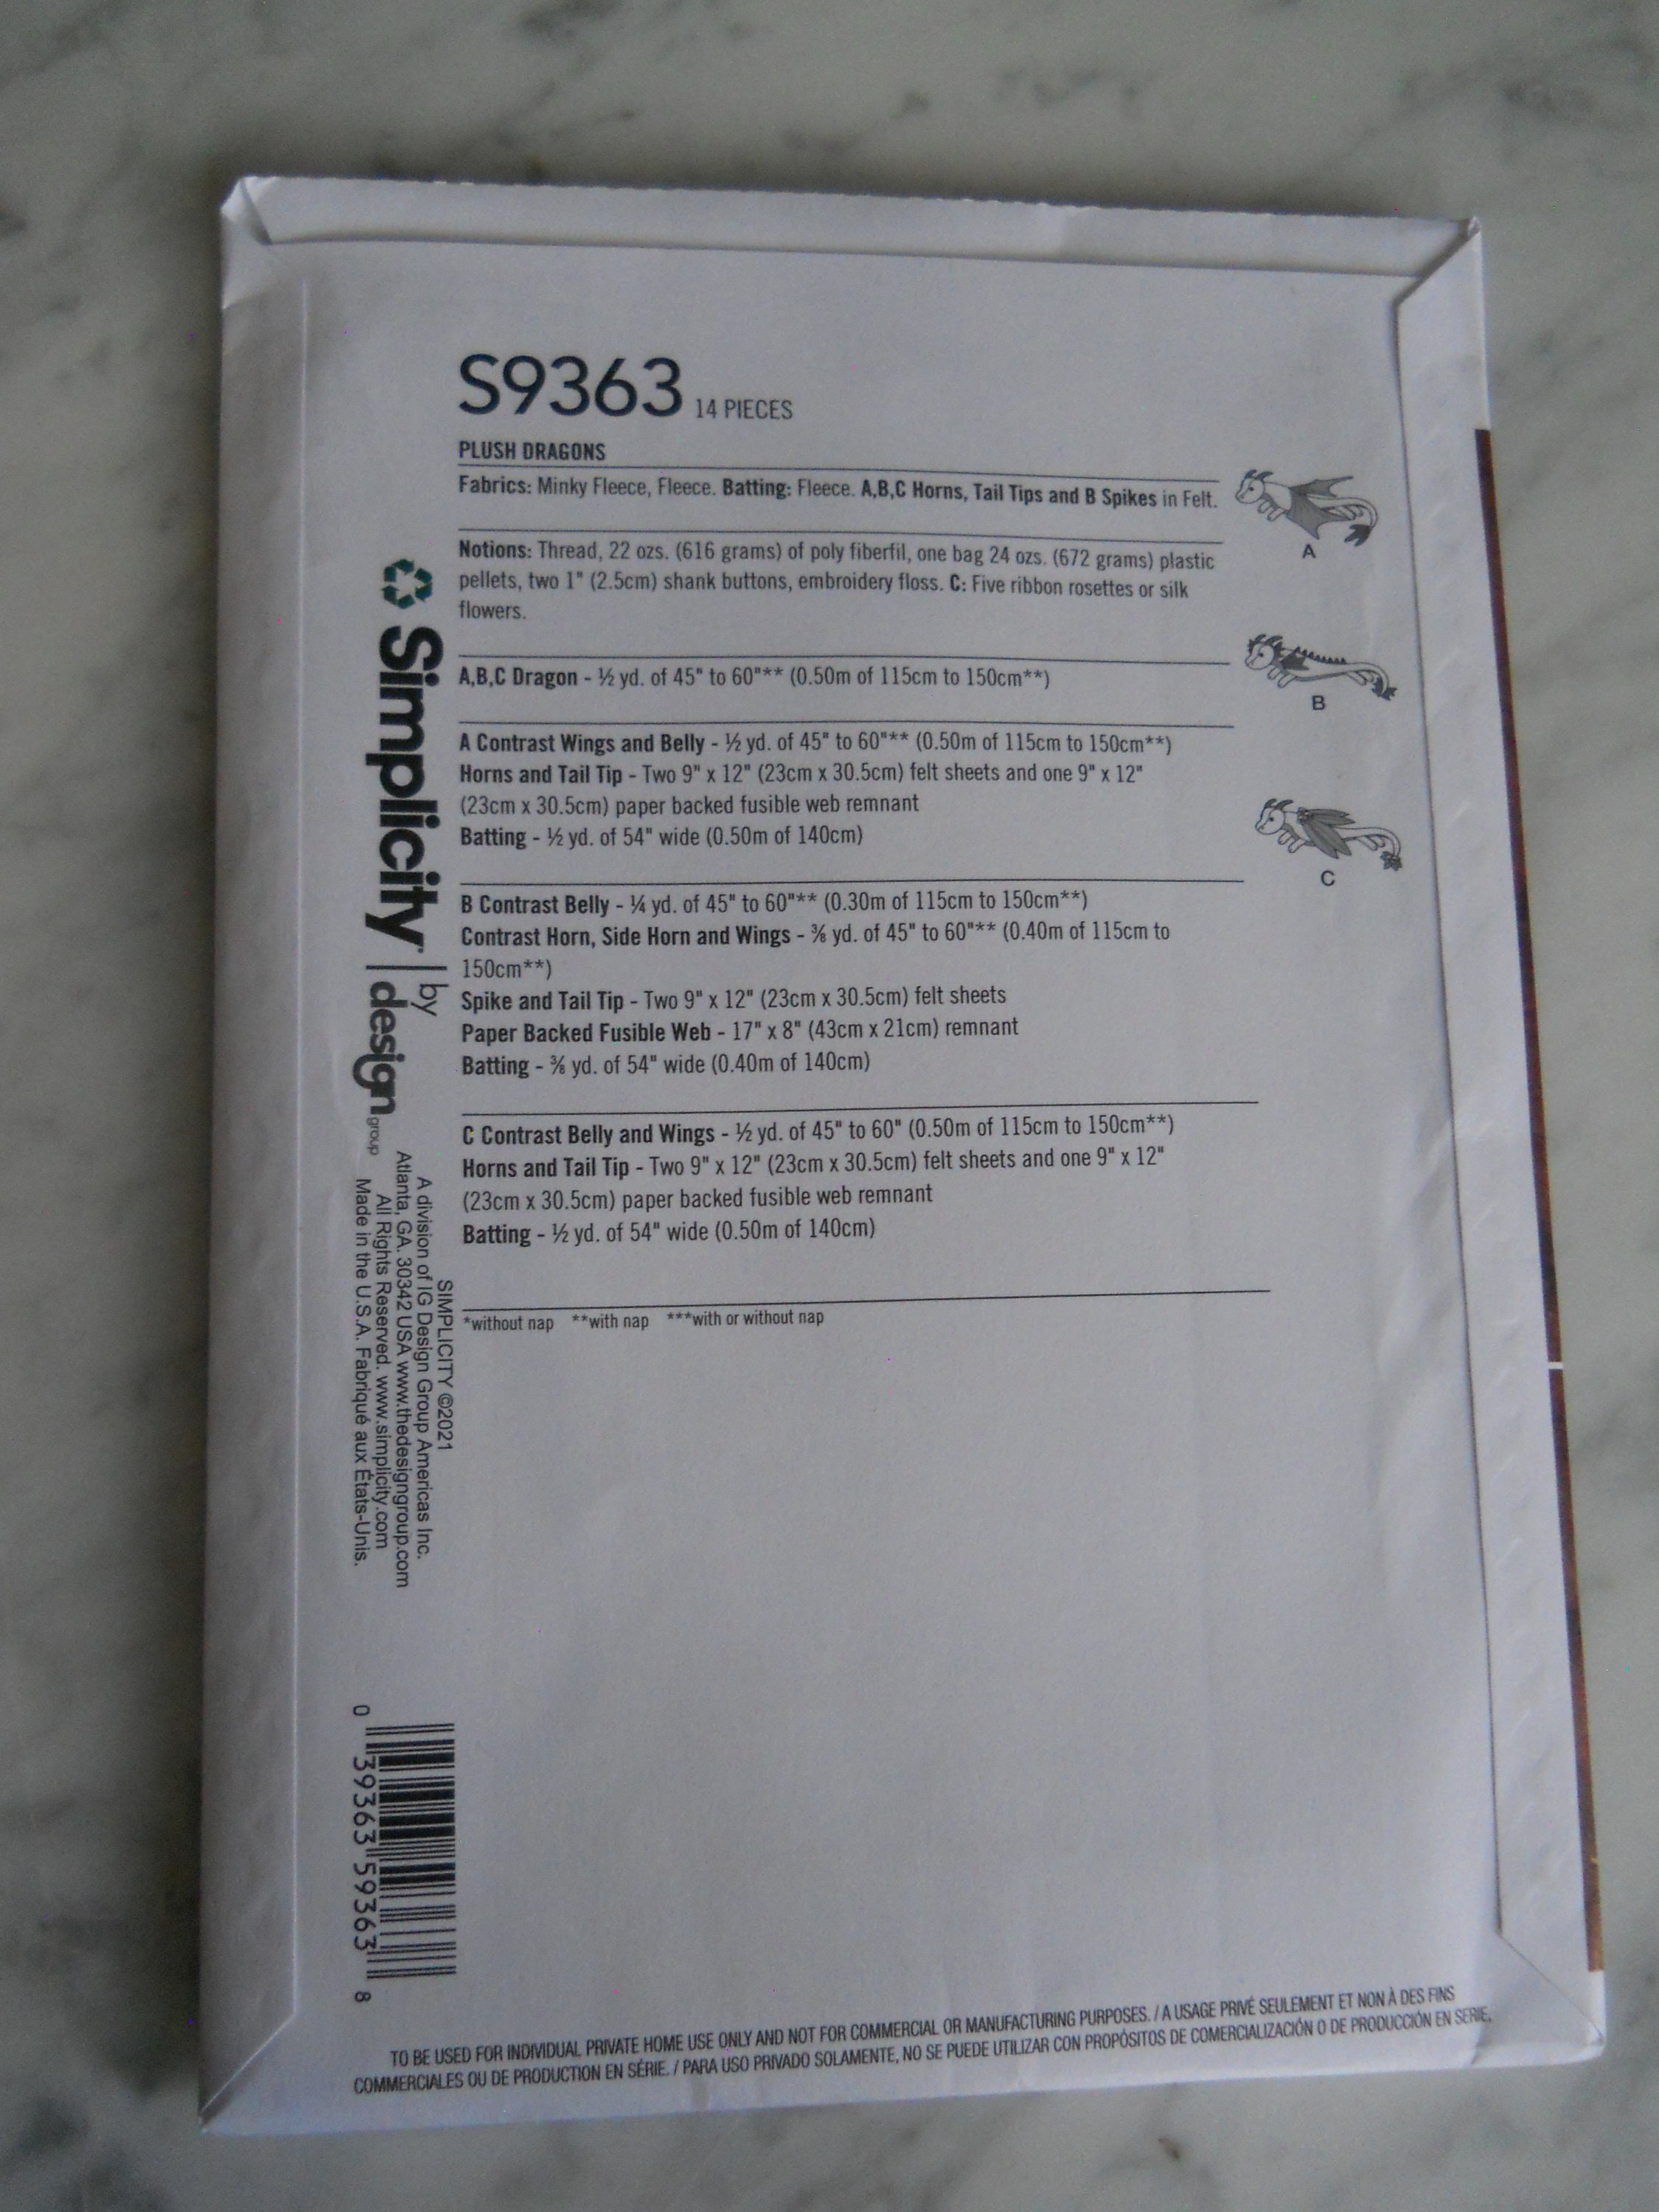 S9363 14 PIECES
PLUSH DRAGONS
Fabrics: Minky Fleece, Fleece. Batting: Fleece. A,B,C Horns, Tail Tips and B Spikes in Felt.
Notions: Thread, 22 ozs. (616 grams) of poly fiberfil, one bag 24 ozs. (672 grams) plastic
pellets, two 1" (2.5cm) shank buttons, embroidery floss. C: Five ribbon rosettes or silk
flowers.
A,B,C Dragon - ½ yd. of 45" to 60"** (0.50m of 115cm to 150cm**)
A Contrast Wings and Belly - ½ yd. of 45" to 60"** (0.50m of 115cm to 150cm**)
Horns and Tail Tip - Two 9" x 12" (23cm x 30.5cm) felt sheets and one 9" x 12"
(23cm x 30.5cm) paper backed fusible web remnant
Batting - ½ yd. of 54" wide (0.50m of 140cm)
B Contrast Belly - ¼ yd. of 45" to 60"** (0.30m of 115cm to 150cm**)
Contrast Horn, Side Horn and Wings - ⅜ yd. of 45" to 60"** (0.40m of 115cm to
150cm**)
Spike and Tail Tip - Two 9" x 12" (23cm x 30.5cm) felt sheets
Paper Backed Fusible Web - 17" x 8" (43cm x 21cm) remnant
Batting - ⅜ yd. of 54" wide (0.40m of 140cm)
C Contrast Belly and Wings - ½ yd. of 45" to 60" (0.50m of 115cm to 150cm**)
Horns and Tail Tip - Two 9" x 12" (23cm x 30.5cm) felt sheets and one 9" x 12"
(23cm x 30.5cm) paper backed fusible web remnant
Batting - ½ yd. of 54" wide (0.50m of 140cm)
*without nap **with nap ***with or without nap
A
B
C
Simplicity | by design group
SIMPLICITY ©2021
A division of IG Design Group Americas Inc.
Atlanta, GA. 30342 USA www.thedesigngroup.com
All Rights Reserved. www.simplicity.com
Made in the U.S.A. Fabriqué aux États-Unis.
0 39363 59363 8
TO BE USED FOR INDIVIDUAL PRIVATE HOME USE ONLY AND NOT FOR COMMERCIAL OR MANUFACTURING PURPOSES. / A USAGE PRIVÉ SEULEMENT ET NON À DES FINS
COMMERCIALES OU DE PRODUCTION EN SÉRIE. / PARA USO PRIVADO SOLAMENTE, NO SE PUEDE UTILIZAR CON PROPÓSITOS DE COMERCIALIZACIÓN O DE PRODUCCIÓN EN SERIE.